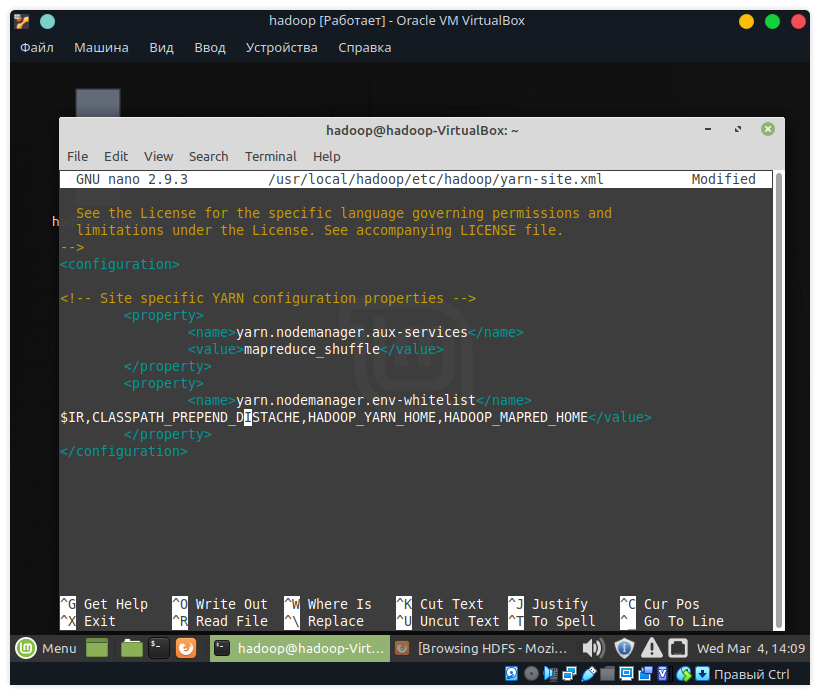 hadoop [Работает] - Oracle VM VirtualBox
Файл Машина Вид Ввод Устройства Справка
hadoop@hadoop-VirtualBox: ~
File Edit View Search Terminal Help
GNU nano 2.9.3 /usr/local/hadoop/etc/hadoop/yarn-site.xml Modified
h
See the License for the specific language governing permissions and
limitations under the License. See accompanying LICENSE file.
-->
<configuration>
<!-- Site specific YARN configuration properties -->
<property>
<name>yarn.nodemanager.aux-services</name>
<value>mapreduce_shuffle</value>
</property>
<property>
<name>yarn.nodemanager.env-whitelist</name>
$IR,CLASSPATH_PREPEND_DISTACHE,HADOOP_YARN_HOME,HADOOP_MAPRED_HOME</value>
</property>
</configuration>
^G Get Help ^O Write Out ^W Where Is ^K Cut Text ^J Justify ^C Cur Pos
^X Exit ^R Read File ^\ Replace ^U Uncut Text ^T To Spell ^_ Go To Line
Menu hadoop@hadoop-Virt... [Browsing HDFS - Mozi... Wed Mar 4, 14:09
Правый Ctrl